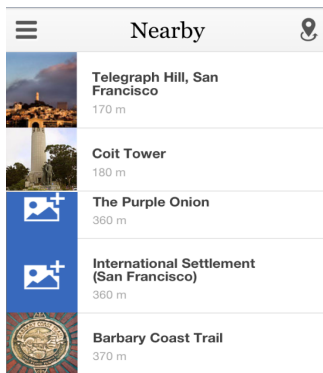 Nearby
Telegraph Hill, San
Francisco
170 m
Coit Tower
180 m
The Purple Onion
360 m
International Settlement
(San Francisco)
360 m
Barbary Coast Trail
370 m